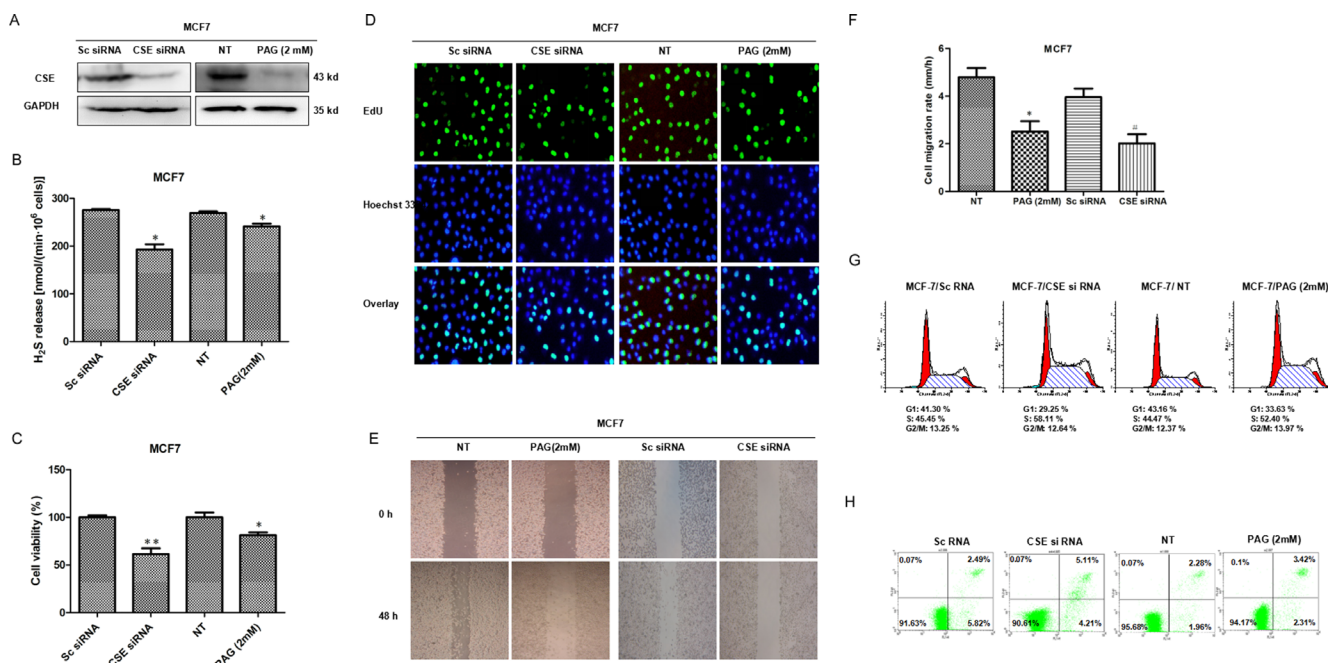 A
MCF7
Sc siRNA CSE siRNA NT PAG (2 mM)
CSE 43 kd
GAPDH 35 kd
B
MCF7
H2S release [nmol/(min·10⁶ cells)]
300
200
100
0
* *
Sc siRNA CSE siRNA NT PAG(2mM)
C
MCF7
Cell viability (%)
150
100
50
0
** *
Sc siRNA CSE siRNA NT PAG(2mM)
D
MCF7
Sc siRNA CSE siRNA NT PAG (2mM)
EdU
Hoechst 33
Overlay
E
MCF7
NT PAG(2mM) Sc siRNA CSE siRNA
0 h
48 h
F
MCF7
Cell migration rate (mm/h)
6
4
2
0
* #
NT PAG (2mM) Sc siRNA CSE siRNA
G
MCF-7/Sc RNA MCF-7/CSE si RNA MCF-7/ NT MCF-7/PAG (2mM)
G1: 41.30 % G1: 29.25 % G1: 43.16 % G1: 33.63 %
S: 45.45 % S: 58.11 % S: 44.47 % S: 52.40 %
G2/M: 13.25 % G2/M: 12.64 % G2/M: 12.37 % G2/M: 13.97 %
H
Sc RNA CSE si RNA NT PAG (2mM)
0.07% 2.49% 0.07% 5.11% 0.07% 2.28% 0.1% 3.42%
91.63% 5.82% 90.61% 4.21% 95.68% 1.96% 94.17% 2.31%